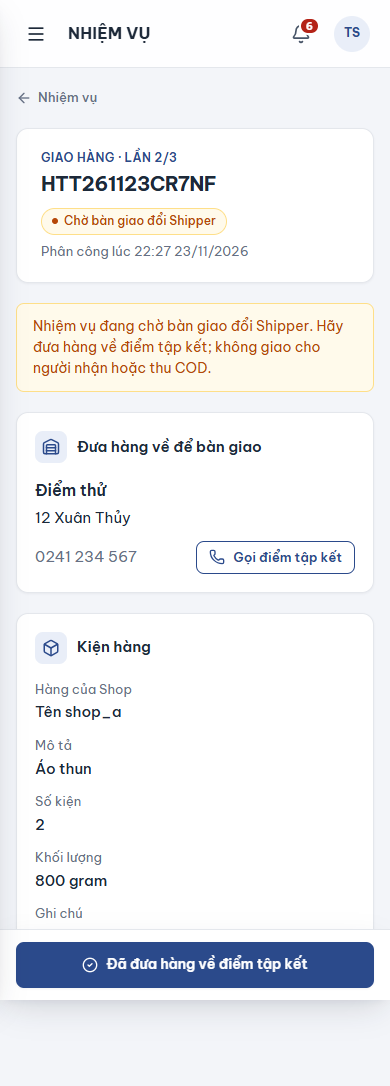 NHIỆM VỤ
6
TS
Nhiệm vụ
GIAO HÀNG · LẦN 2/3
HTT261123CR7NF
Chờ bàn giao đổi Shipper
Phân công lúc 22:27 23/11/2026
Nhiệm vụ đang chờ bàn giao đổi Shipper. Hãy
đưa hàng về điểm tập kết; không giao cho
người nhận hoặc thu COD.
Đưa hàng về để bàn giao
Điểm thử
12 Xuân Thủy
0241 234 567
Gọi điểm tập kết
Kiện hàng
Hàng của Shop
Tên shop_a
Mô tả
Áo thun
Số kiện
2
Khối lượng
800 gram
Ghi chú
Đã đưa hàng về điểm tập kết